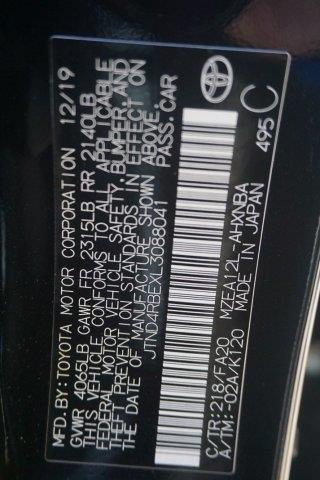 MFD.BY:TOYOTA MOTOR CORPORATION 12/19
GVWR 4065LB GAWR FR 2315LB RR 2140LB
THIS VEHICLE CONFORMS TO ALL APPLICABLE
FEDERAL MOTOR VEHICLE SAFETY, BUMPER, AND
THEFT PREVENTION STANDARDS IN EFFECT ON
THE DATE OF MANUFACTURE SHOWN ABOVE.
JTND4RBEXL3088041 PASS.CAR
C/TR:218/FA20 MZEA12L-AHXNBA
A/TM:-02A/K120 MADE IN JAPAN
495 C